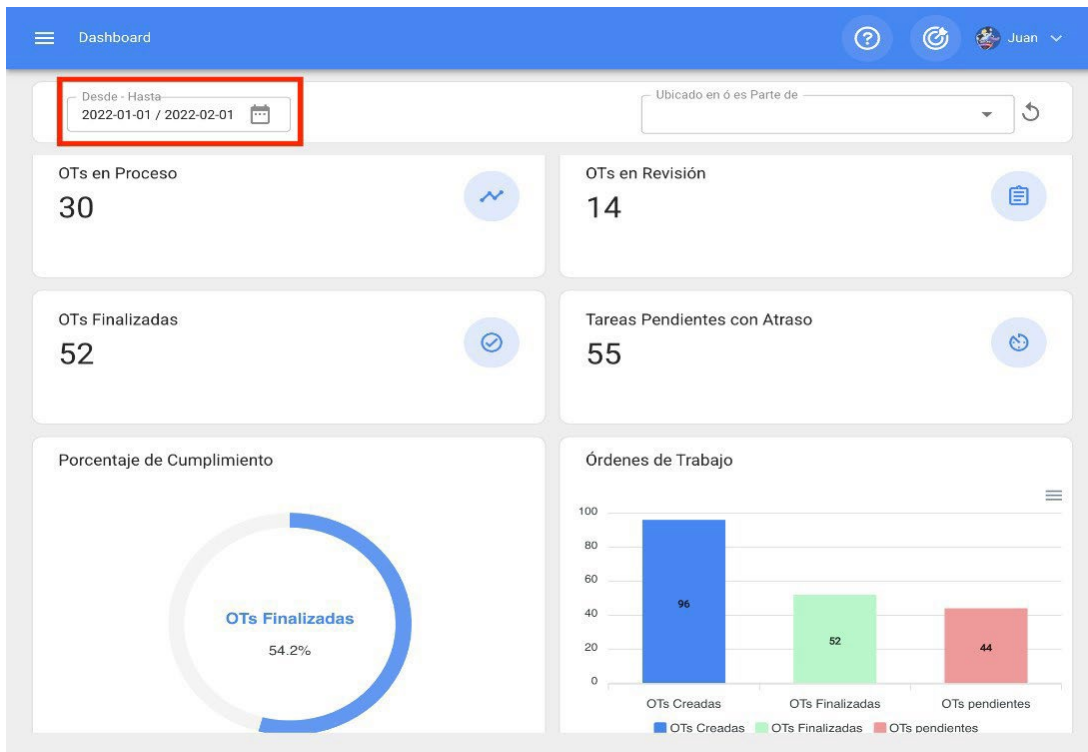 Dashboard
Juan
Desde - Hasta
2022-01-01 / 2022-02-01
Ubicado en ó es Parte de
OTs en Proceso
30
OTs en Revisión
14
OTs Finalizadas
52
Tareas Pendientes con Atraso
55
Porcentaje de Cumplimiento
OTs Finalizadas
54.2%
Órdenes de Trabajo
100
80
60
40
20
0
96
52
44
OTs Creadas
OTs Finalizadas
OTs pendientes
OTs Creadas OTs Finalizadas OTs pendientes